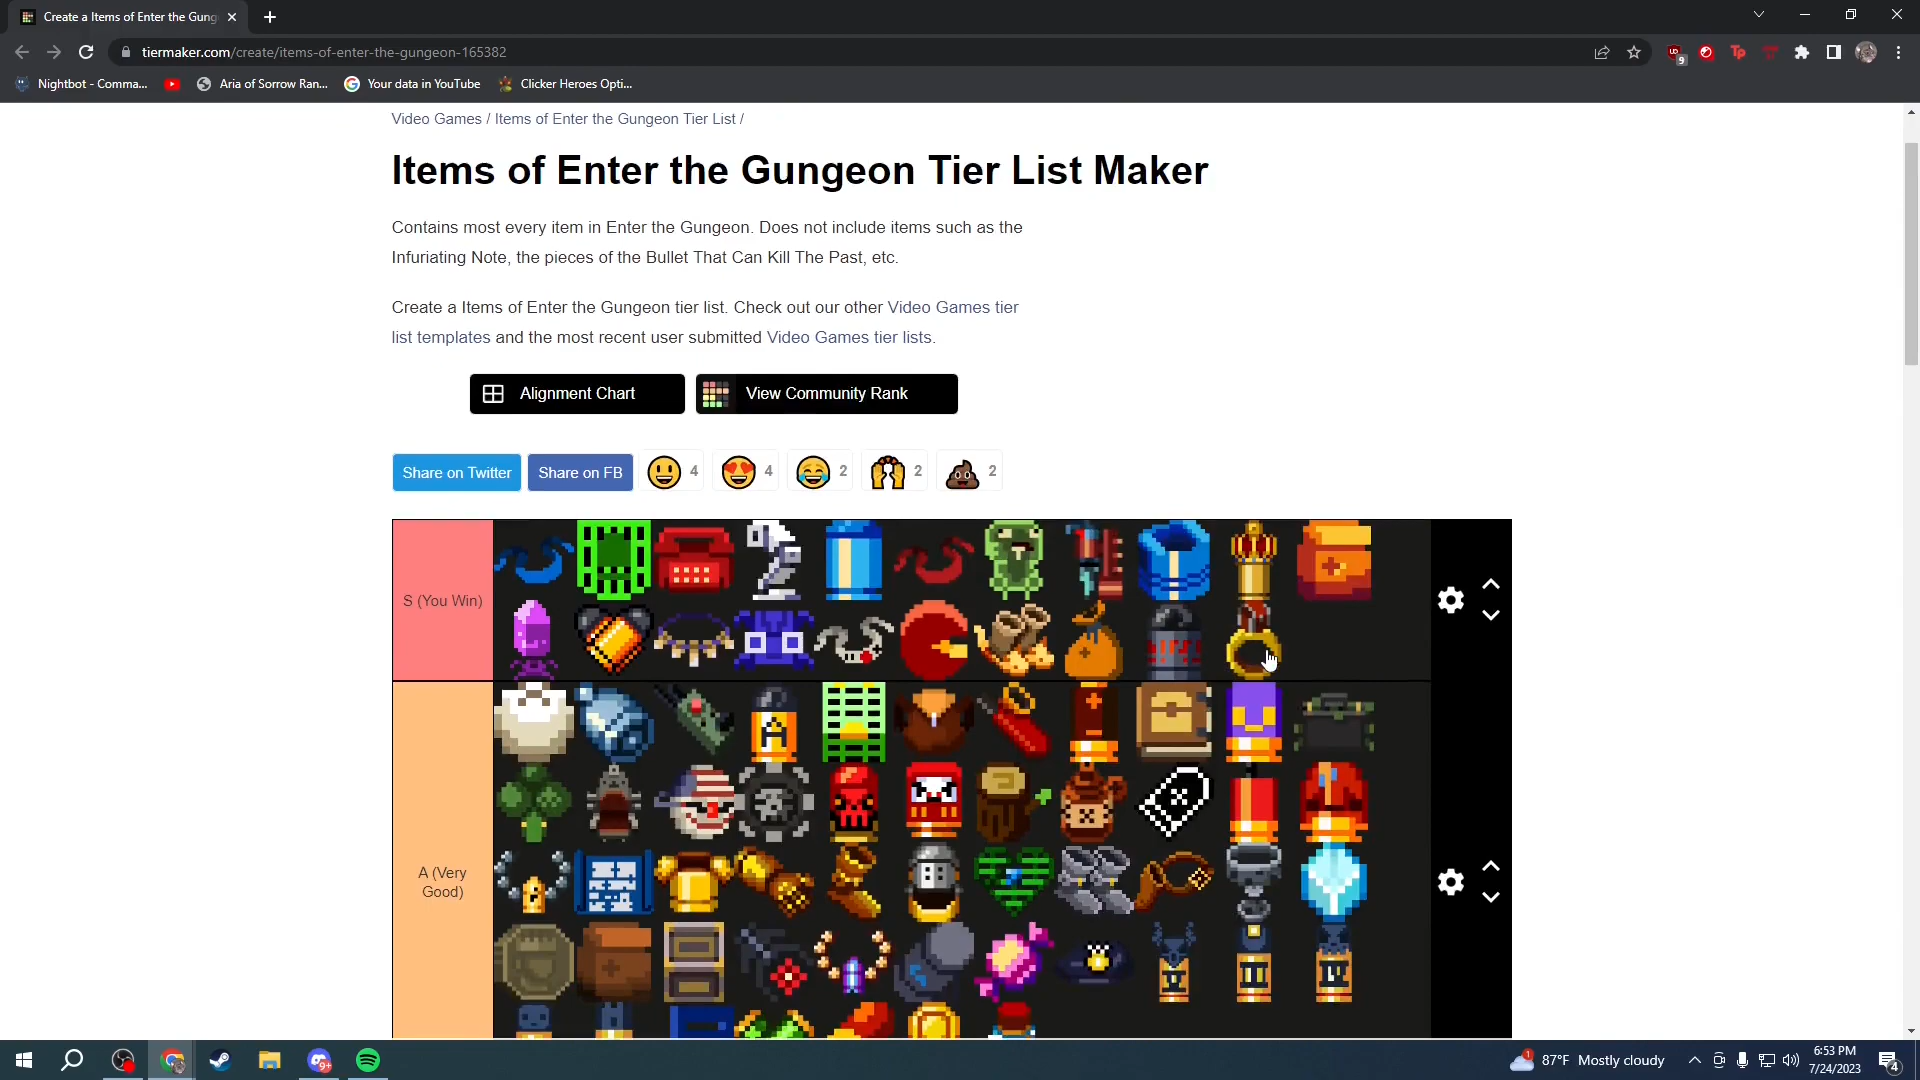 Create a Items of Enter the Gung
tiermaker.com/create/items-of-enter-the-gungeon-165382
9
Nightbot - Comma...
Aria of Sorrow Ran...
Your data in YouTube
Clicker Heroes Opti...
Video Games / Items of Enter the Gungeon Tier List /
Items of Enter the Gungeon Tier List Maker
Contains most every item in Enter the Gungeon. Does not include items such as the
Infuriating Note, the pieces of the Bullet That Can Kill The Past, etc.
Create a Items of Enter the Gungeon tier list. Check out our other Video Games tier
list templates and the most recent user submitted Video Games tier lists.
Alignment Chart
View Community Rank
Share on Twitter
Share on FB
4
4
2
2
2
S (You Win)
A (Very
Good)
9+
1
87°F Mostly cloudy
6:53 PM
7/24/2023
4